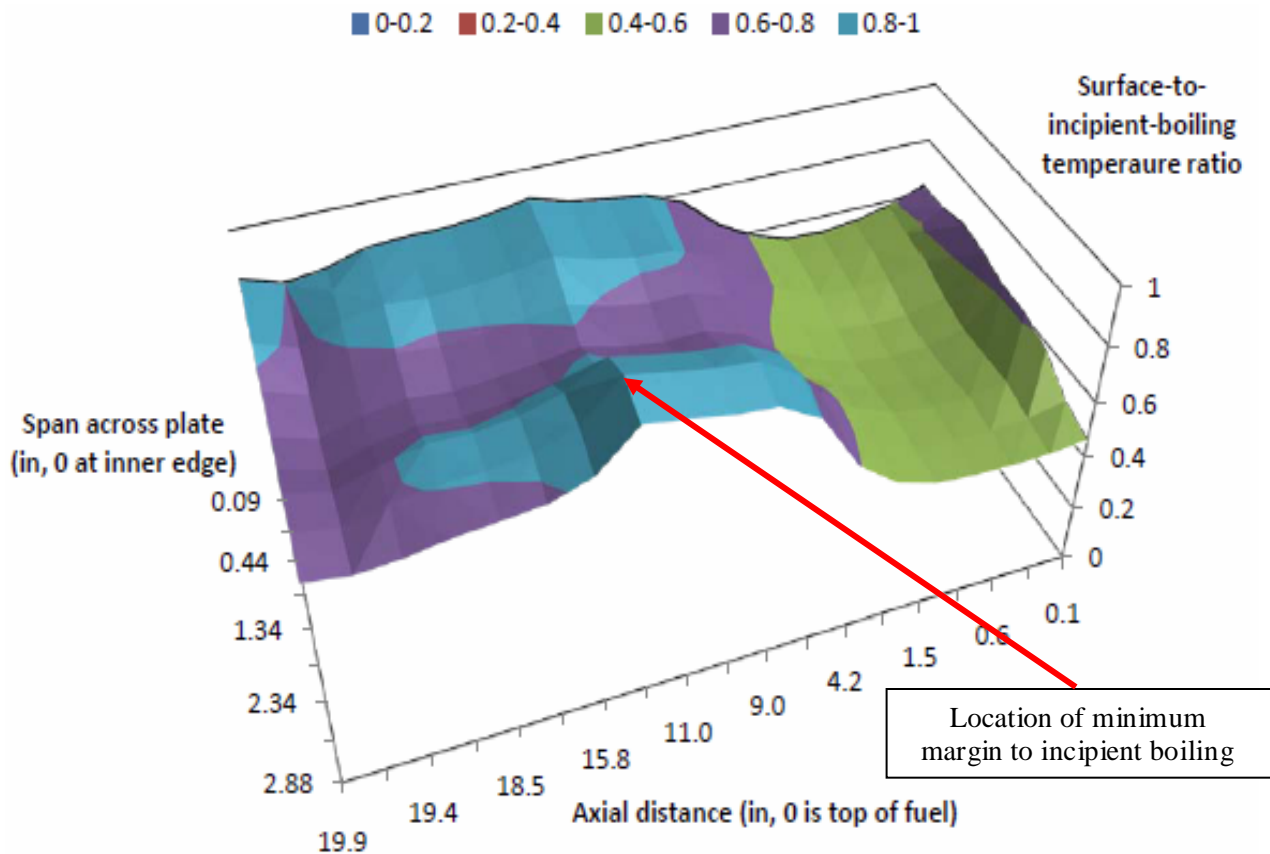 0-0.2 0.2-0.4 0.4-0.6 0.6-0.8 0.8-1
Surface-to-
incipient-boiling
temperaure ratio
1
0.8
0.6
0.4
0.2
0
Span across plate
(in, 0 at inner edge)
0.09
0.44
1.34
2.34
2.88
19.9
19.4
18.5
15.8
11.0
9.0
4.2
1.5
0.6
0.1
Axial distance (in, 0 is top of fuel)
Location of minimum
margin to incipient boiling